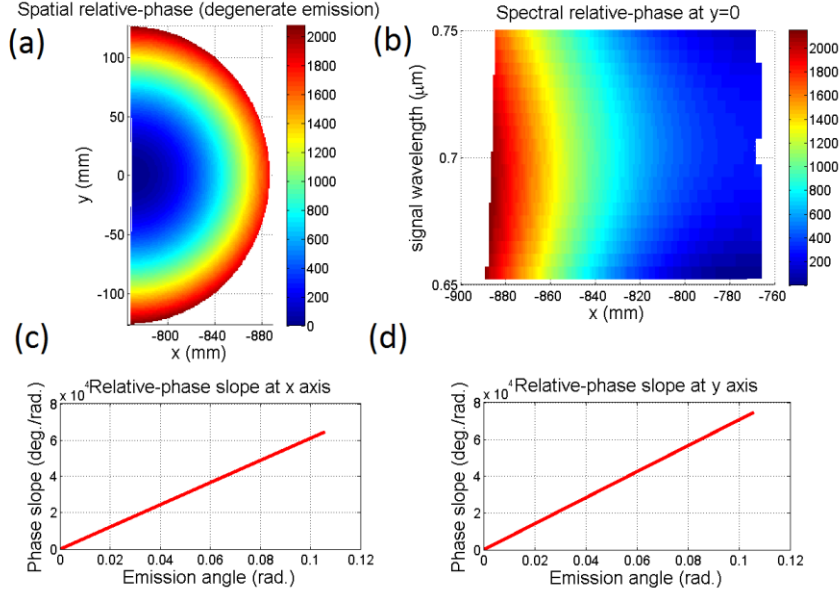 Spatial relative-phase (degenerate emission)
(a)
y (mm)
100
50
0
-50
-100
-800 -840 -880
x (mm)
2000
1800
1600
1400
1200
1000
800
600
400
200
0
Spectral relative-phase at y=0
(b)
signal wavelength (μm)
0.75
0.7
0.65
-900 -880 -860 -840 -820 -800 -780 -760
x (mm)
2000
1800
1600
1400
1200
1000
800
600
400
200
(c)
x 10⁴
Relative-phase slope at x axis
Phase slope (deg./rad.)
8
6
4
2
0
0 0.02 0.04 0.06 0.08 0.1 0.12
Emission angle (rad.)
(d)
x 10⁴
Relative-phase slope at y axis
Phase slope (deg./rad.)
8
6
4
2
0
0 0.02 0.04 0.06 0.08 0.1 0.12
Emission angle (rad.)